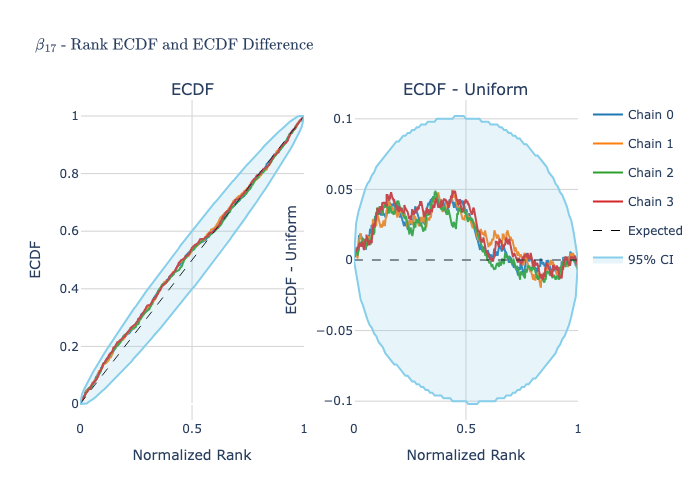 β17 - Rank ECDF and ECDF Difference
ECDF
ECDF - Uniform
1
0.8
0.6
0.4
0.2
0
ECDF
0
0.5
1
Normalized Rank
0.1
0.05
0
−0.05
−0.1
ECDF - Uniform
0
0.5
1
Normalized Rank
Chain 0
Chain 1
Chain 2
Chain 3
Expected
95% CI